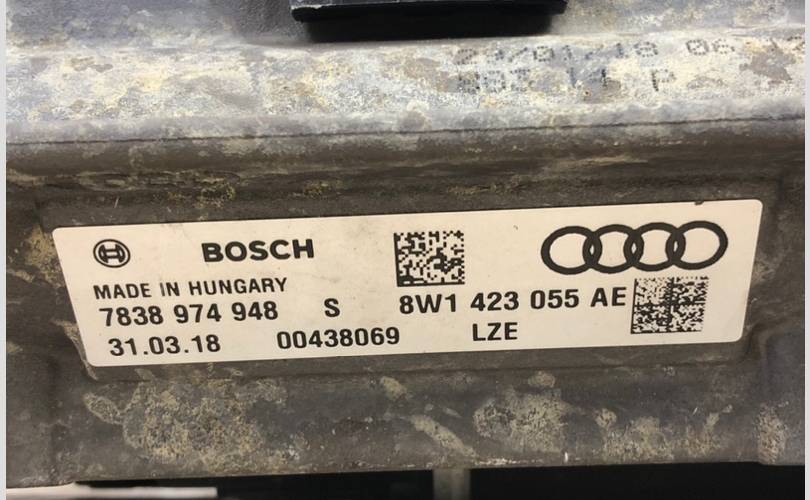 BOSCH
MADE IN HUNGARY
7838 974 948 S 8W1 423 055 AE
31.03.18 00438069 LZE